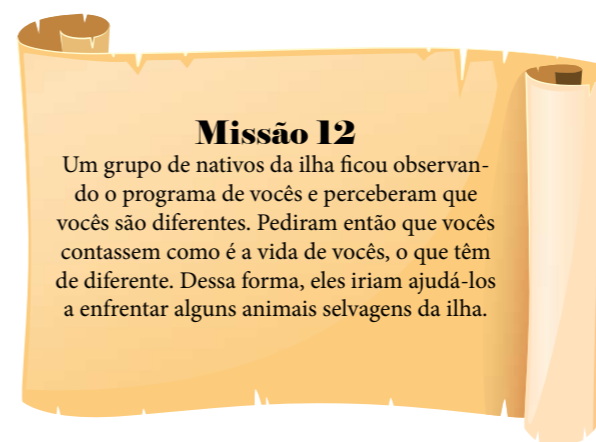 Missão 12
Um grupo de nativos da ilha ficou observan-
do o programa de vocês e perceberam que
vocês são diferentes. Pediram então que vocês
contassem como é a vida de vocês, o que têm
de diferente. Dessa forma, eles iriam ajudá-los
a enfrentar alguns animais selvagens da ilha.